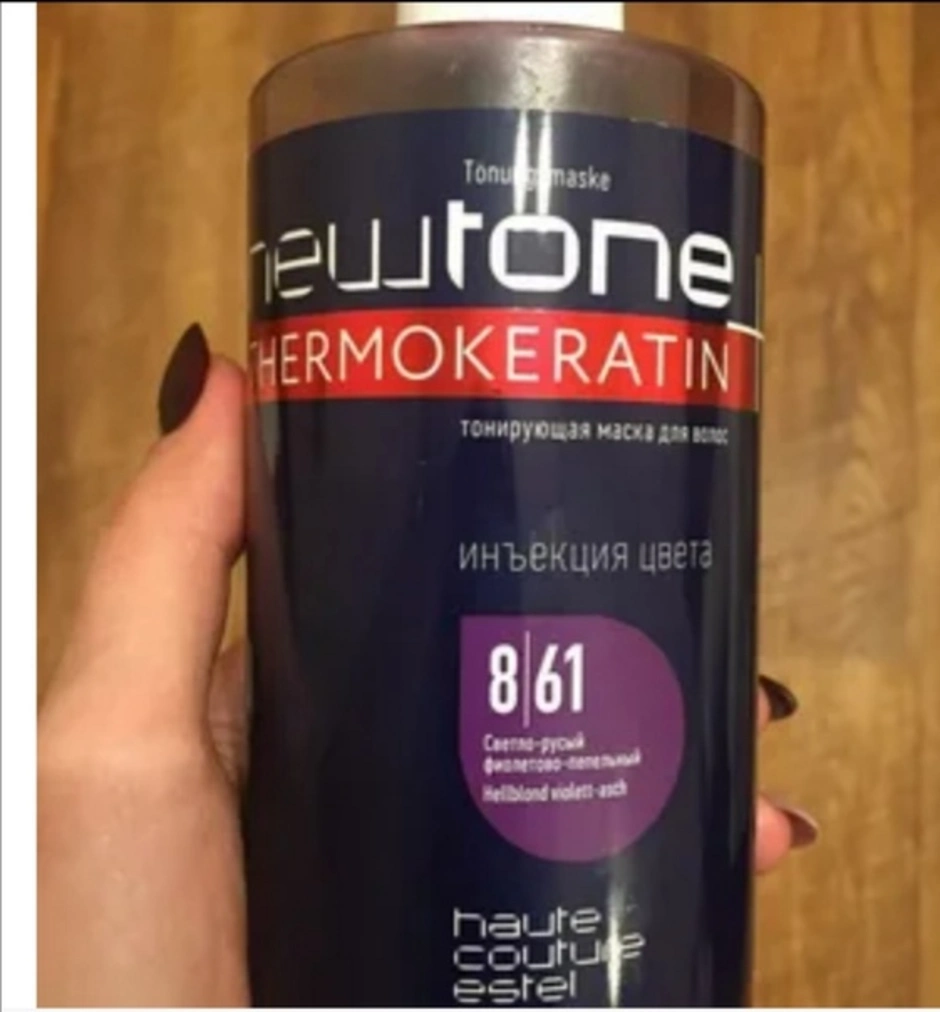 Tönungsmaske
newtone
THERMOKERATIN
тонирующая маска для волос
инъекция цвета
8|61
Светло-русый
фиолетово-пепельный
Hellblond violett-asch
haute
couture
estel